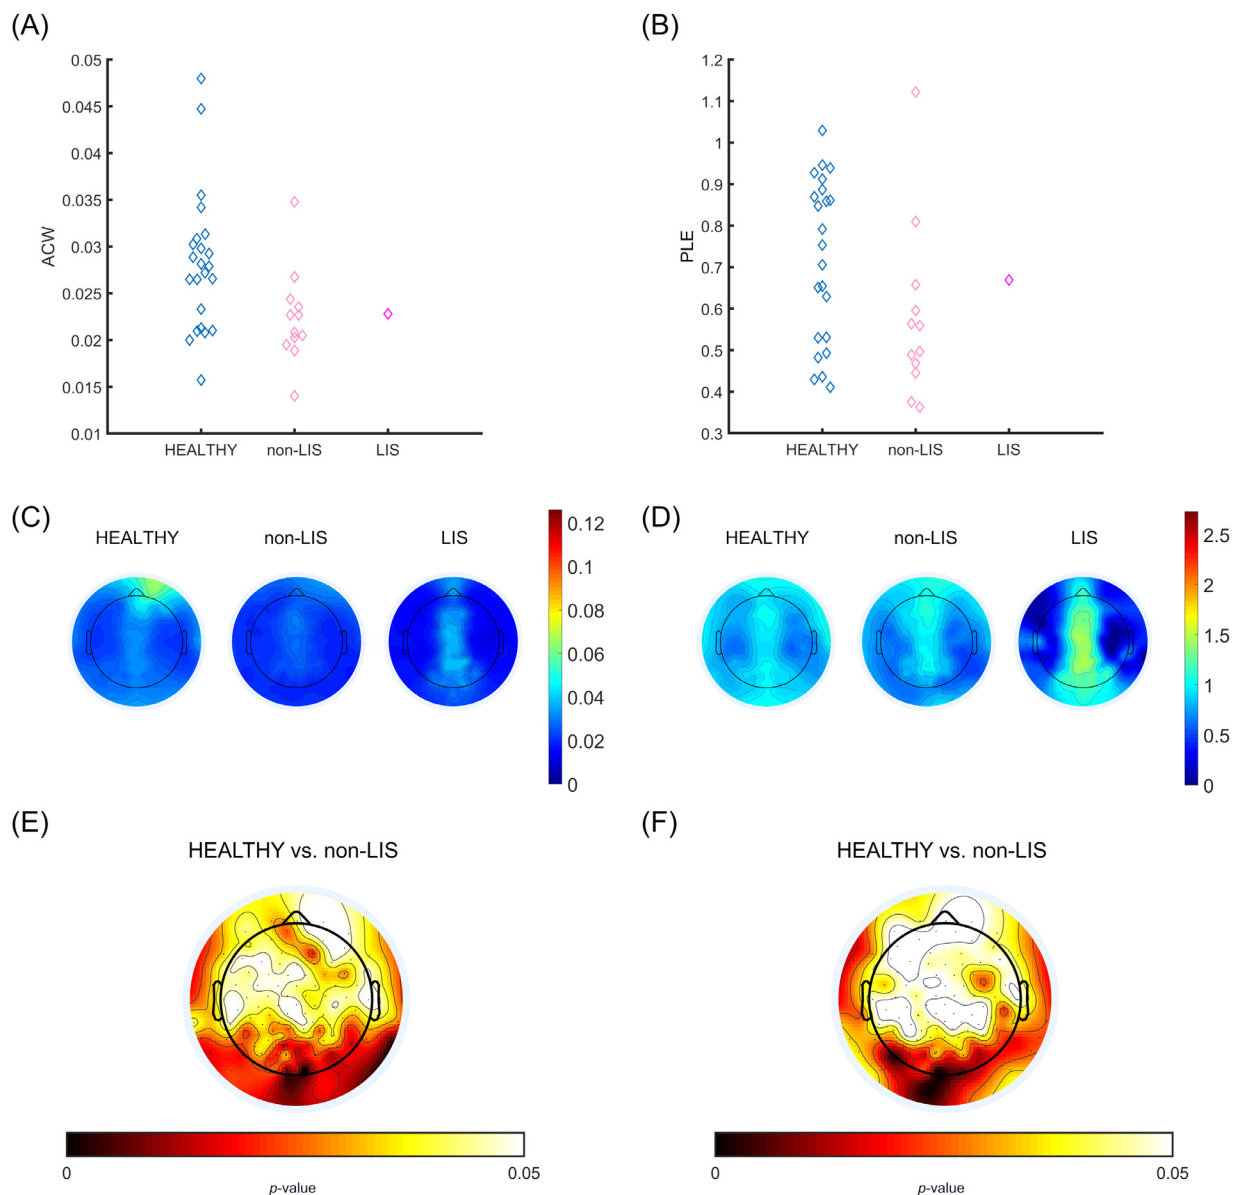 (A)
0.05
0.045
0.04
0.035
0.03
0.025
0.02
0.015
0.01
ACW
HEALTHY non-LIS LIS
(B)
1.2
1.1
1
0.9
0.8
0.7
0.6
0.5
0.4
0.3
PLE
HEALTHY non-LIS LIS
(C)
HEALTHY non-LIS LIS
0.12
0.1
0.08
0.06
0.04
0.02
0
(D)
HEALTHY non-LIS LIS
2.5
2
1.5
1
0.5
0
(E)
HEALTHY vs. non-LIS
0 0.05
p-value
(F)
HEALTHY vs. non-LIS
0 0.05
p-value